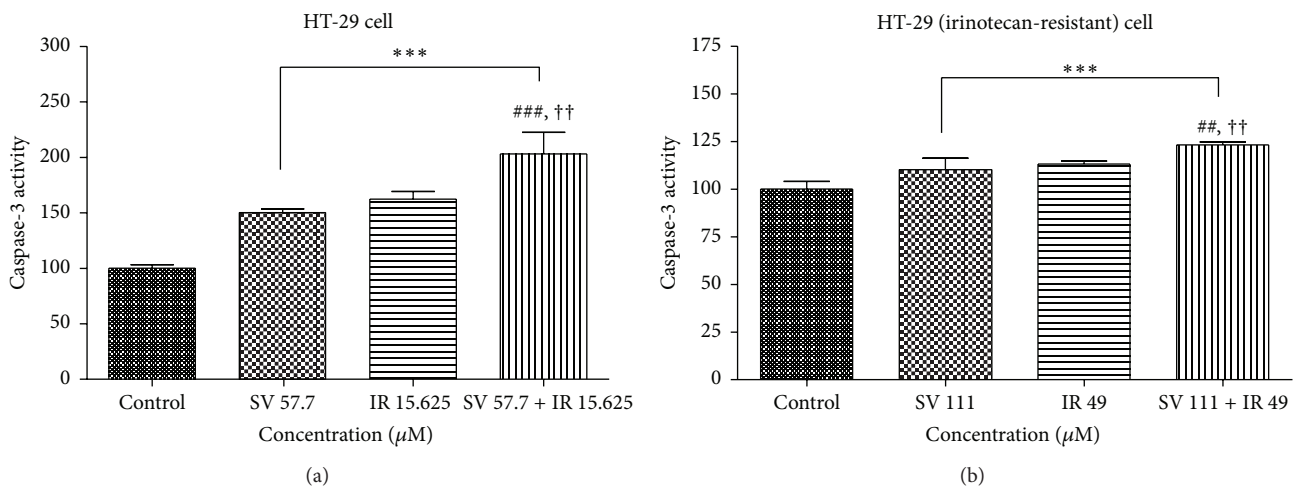 HT-29 cell
300
250
200
150
100
50
0
Caspase-3 activity
***
###, ††
Control
SV 57.7
IR 15.625
SV 57.7 + IR 15.625
Concentration (μM)
(a)
HT-29 (irinotecan-resistant) cell
175
150
125
100
75
50
25
0
Caspase-3 activity
***
##, ††
Control
SV 111
IR 49
SV 111 + IR 49
Concentration (μM)
(b)